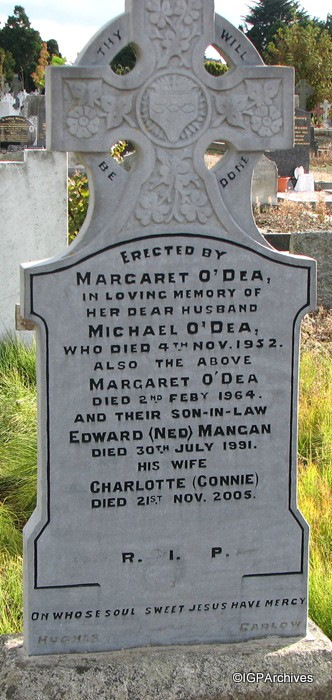 THY WILL
BE DONE
ERECTED BY
MARGARET O'DEA,
IN LOVING MEMORY OF
HER DEAR HUSBAND
MICHAEL O'DEA,
WHO DIED 4TH NOV. 1952.
ALSO THE ABOVE
MARGARET O'DEA
DIED 2ND FEBY 1964.
AND THEIR SON-IN-LAW
EDWARD (NED) MANGAN
DIED 30TH JULY 1991.
HIS WIFE
CHARLOTTE (CONNIE)
DIED 21ST NOV. 2005.
R. I. P.
ON WHOSE SOUL SWEET JESUS HAVE MERCY
HUGHES CARLOW
©IGPArchives